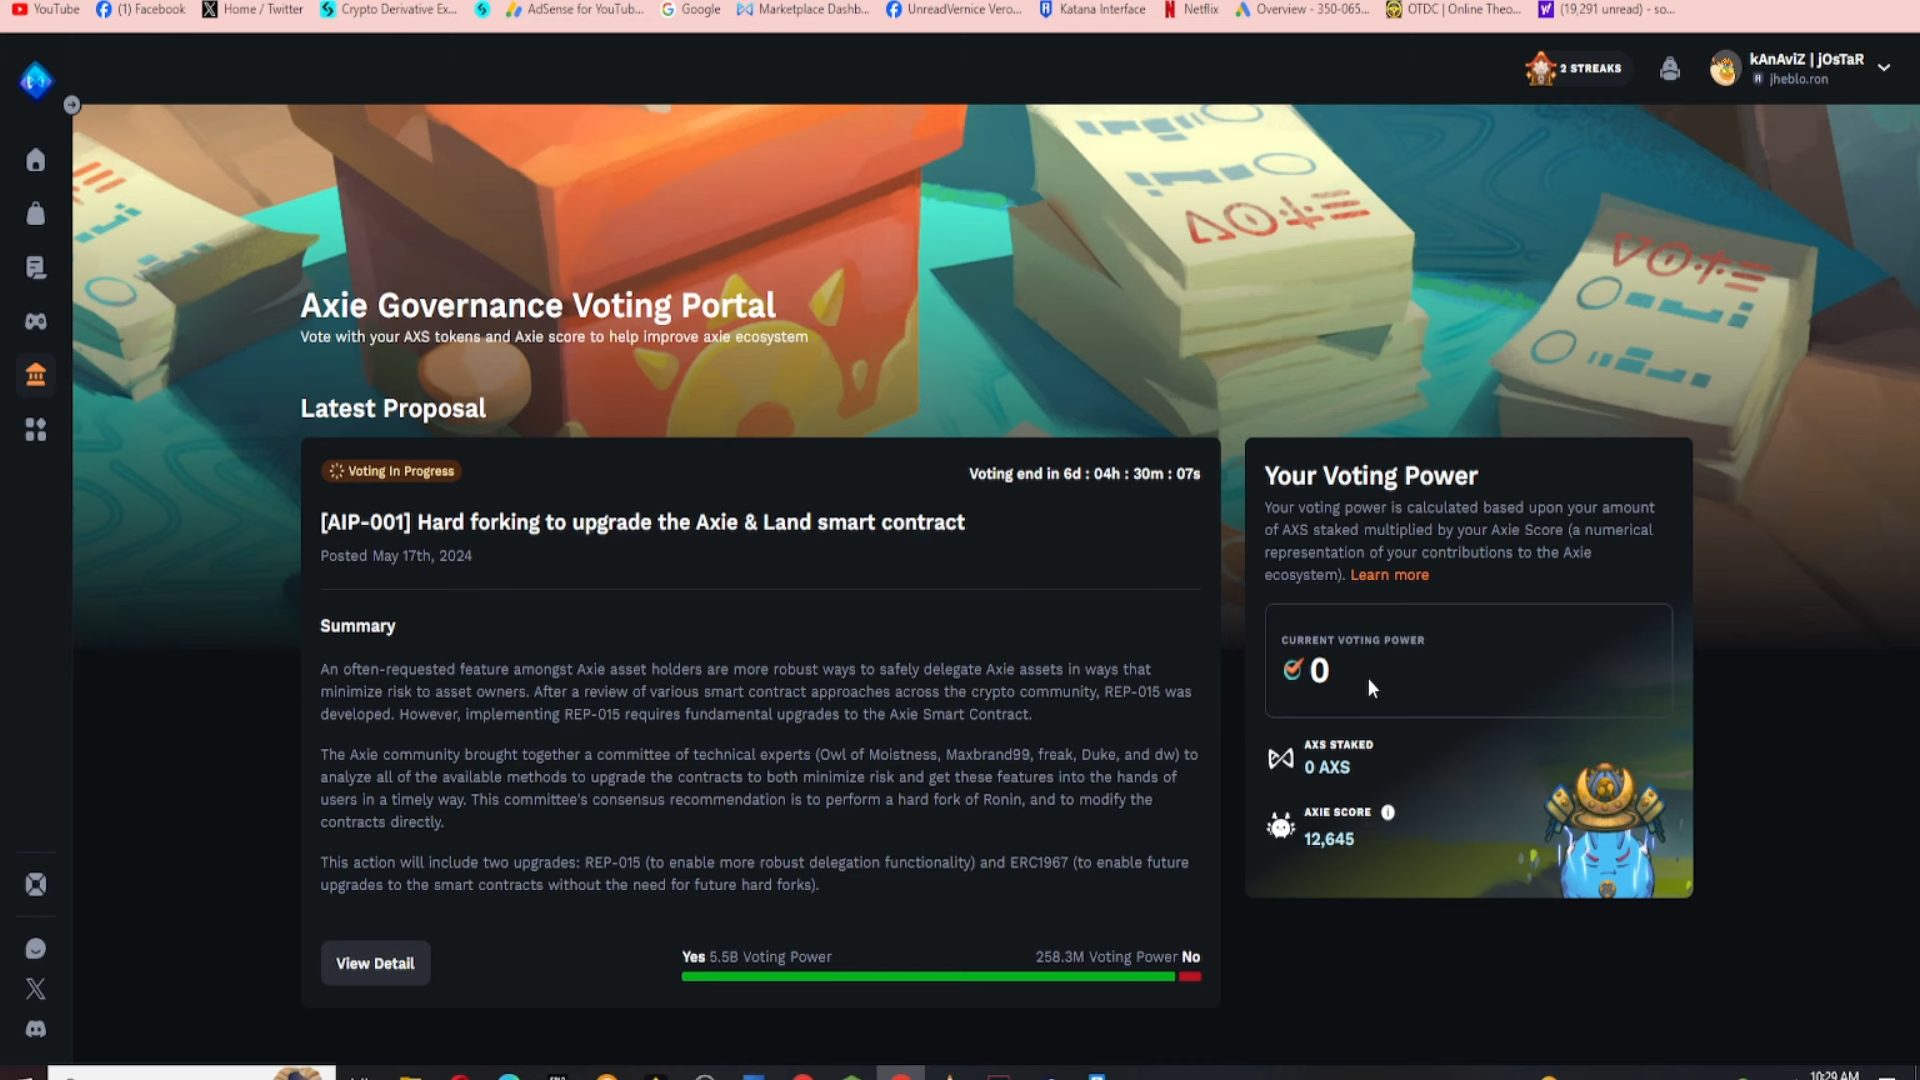 YouTube (1) Facebook Home / Twitter Crypto Derivative Ex... AdSense for YouTub... Google Marketplace Dashb... UnreadVernice Vero... Katana Interface Netflix Overview - 350-065... OTDC | Online Theo... (19,291 unread) - so...
2 STREAKS
kAnAviZ | jOsTaR
jheblo.ron
Axie Governance Voting Portal
Vote with your AXS tokens and Axie score to help improve axie ecosystem
Latest Proposal
Voting In Progress
Voting end in 6d : 04h : 30m : 07s
[AIP-001] Hard forking to upgrade the Axie & Land smart contract
Posted May 17th, 2024
Summary
An often-requested feature amongst Axie asset holders are more robust ways to safely delegate Axie assets in ways that
minimize risk to asset owners. After a review of various smart contract approaches across the crypto community, REP-015 was
developed. However, implementing REP-015 requires fundamental upgrades to the Axie Smart Contract.
The Axie community brought together a committee of technical experts (Owl of Moistness, Maxbrand99, freak, Duke, and dw) to
analyze all of the available methods to upgrade the contracts to both minimize risk and get these features into the hands of
users in a timely way. This committee's consensus recommendation is to perform a hard fork of Ronin, and to modify the
contracts directly.
This action will include two upgrades: REP-015 (to enable more robust delegation functionality) and ERC1967 (to enable future
upgrades to the smart contracts without the need for future hard forks).
View Detail
Yes 5.5B Voting Power
258.3M Voting Power No
Your Voting Power
Your voting power is calculated based upon your amount
of AXS staked multiplied by your Axie Score (a numerical
representation of your contributions to the Axie
ecosystem). Learn more
CURRENT VOTING POWER
0
AXS STAKED
0 AXS
AXIE SCORE
12,645
10:29 AM